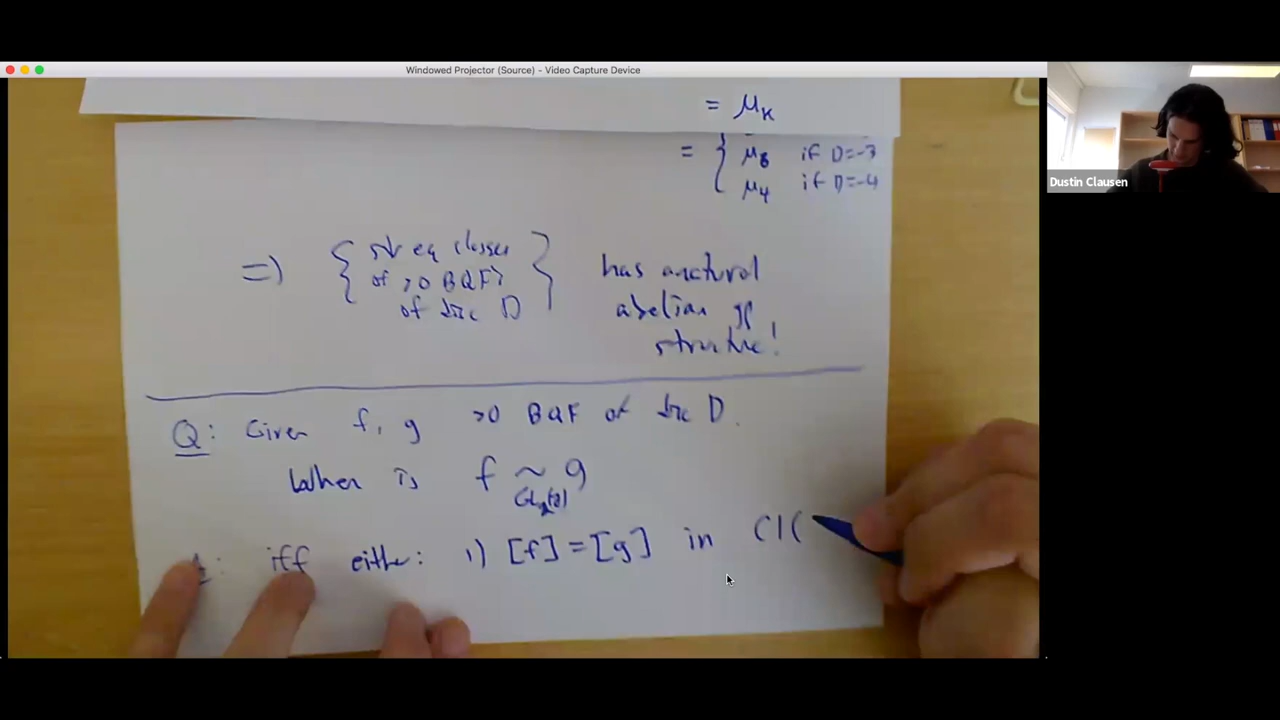 Windowed Projector (Source) - Video Capture Device
= μ_K
= { μ_6 if D=-3
μ_4 if D=-4
Dustin Clausen
=> { str eq classes
of >0 BQF's
of disc D }
has a natural
abelian gp
structure!
Q: Given f, g >0 BQF of disc D.
When is f ~ g
GL_2(Z)
A: iff either: 1) [f] = [g] in Cl(